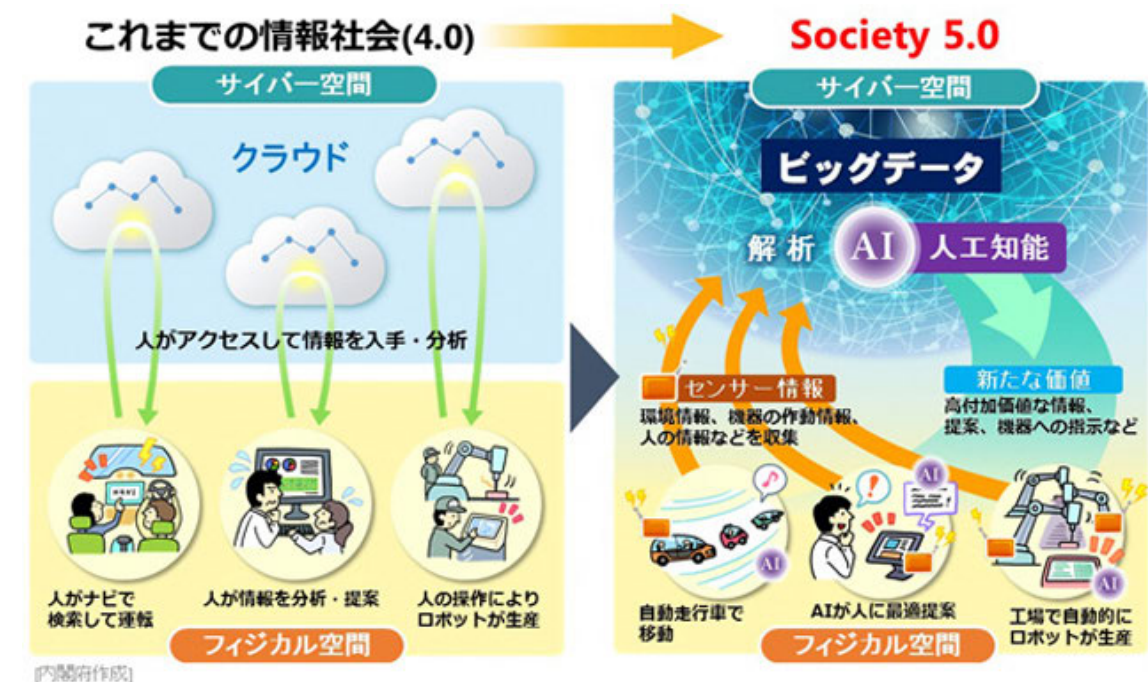 これまでの情報社会(4.0)
Society 5.0
サイバー空間
クラウド
人がアクセスして情報を入手・分析
人がナビで
検索して運転
人が情報を分析・提案
人の操作により
ロボットが生産
フィジカル空間
サイバー空間
ビッグデータ
解析
AI
人工知能
センサー情報
環境情報、機器の作動情報、
人の情報などを収集
新たな価値
高付加価値な情報、
提案、機器への指示など
AI
AI
AI
自動走行車で
移動
AIが人に最適提案
工場で自動的に
ロボットが生産
フィジカル空間
[内閣府作成]